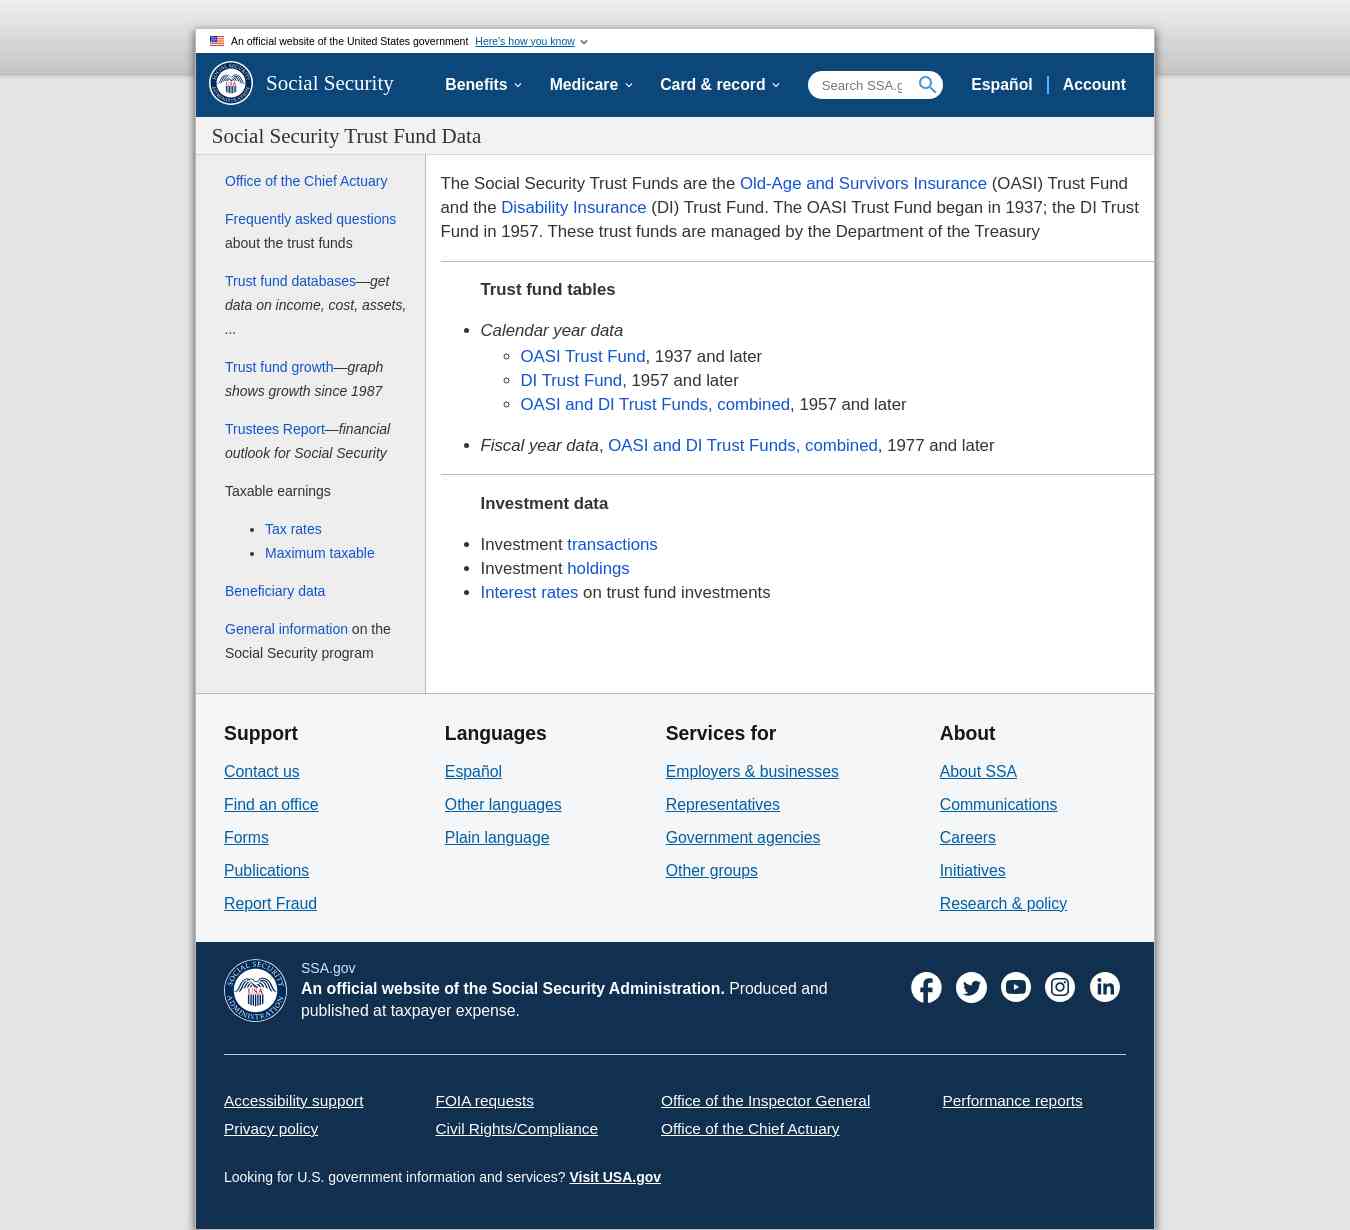 An official website of the United States government Here's how you know
Social Security
Benefits
Medicare
Card & record
Search SSA.g
Español
Account
Social Security Trust Fund Data
Office of the Chief Actuary
Frequently asked questions
about the trust funds
Trust fund databases—get
data on income, cost, assets,
...
Trust fund growth—graph
shows growth since 1987
Trustees Report—financial
outlook for Social Security
Taxable earnings
• Tax rates
• Maximum taxable
Beneficiary data
General information on the
Social Security program
The Social Security Trust Funds are the Old-Age and Survivors Insurance (OASI) Trust Fund
and the Disability Insurance (DI) Trust Fund. The OASI Trust Fund began in 1937; the DI Trust
Fund in 1957. These trust funds are managed by the Department of the Treasury
Trust fund tables
• Calendar year data
◦ OASI Trust Fund, 1937 and later
◦ DI Trust Fund, 1957 and later
◦ OASI and DI Trust Funds, combined, 1957 and later
• Fiscal year data, OASI and DI Trust Funds, combined, 1977 and later
Investment data
• Investment transactions
• Investment holdings
• Interest rates on trust fund investments
Support
Contact us
Find an office
Forms
Publications
Report Fraud
Languages
Español
Other languages
Plain language
Services for
Employers & businesses
Representatives
Government agencies
Other groups
About
About SSA
Communications
Careers
Initiatives
Research & policy
SOCIAL SECURITY
USA
ADMINISTRATION
SSA.gov
An official website of the Social Security Administration. Produced and
published at taxpayer expense.
Accessibility support
FOIA requests
Office of the Inspector General
Performance reports
Privacy policy
Civil Rights/Compliance
Office of the Chief Actuary
Looking for U.S. government information and services? Visit USA.gov